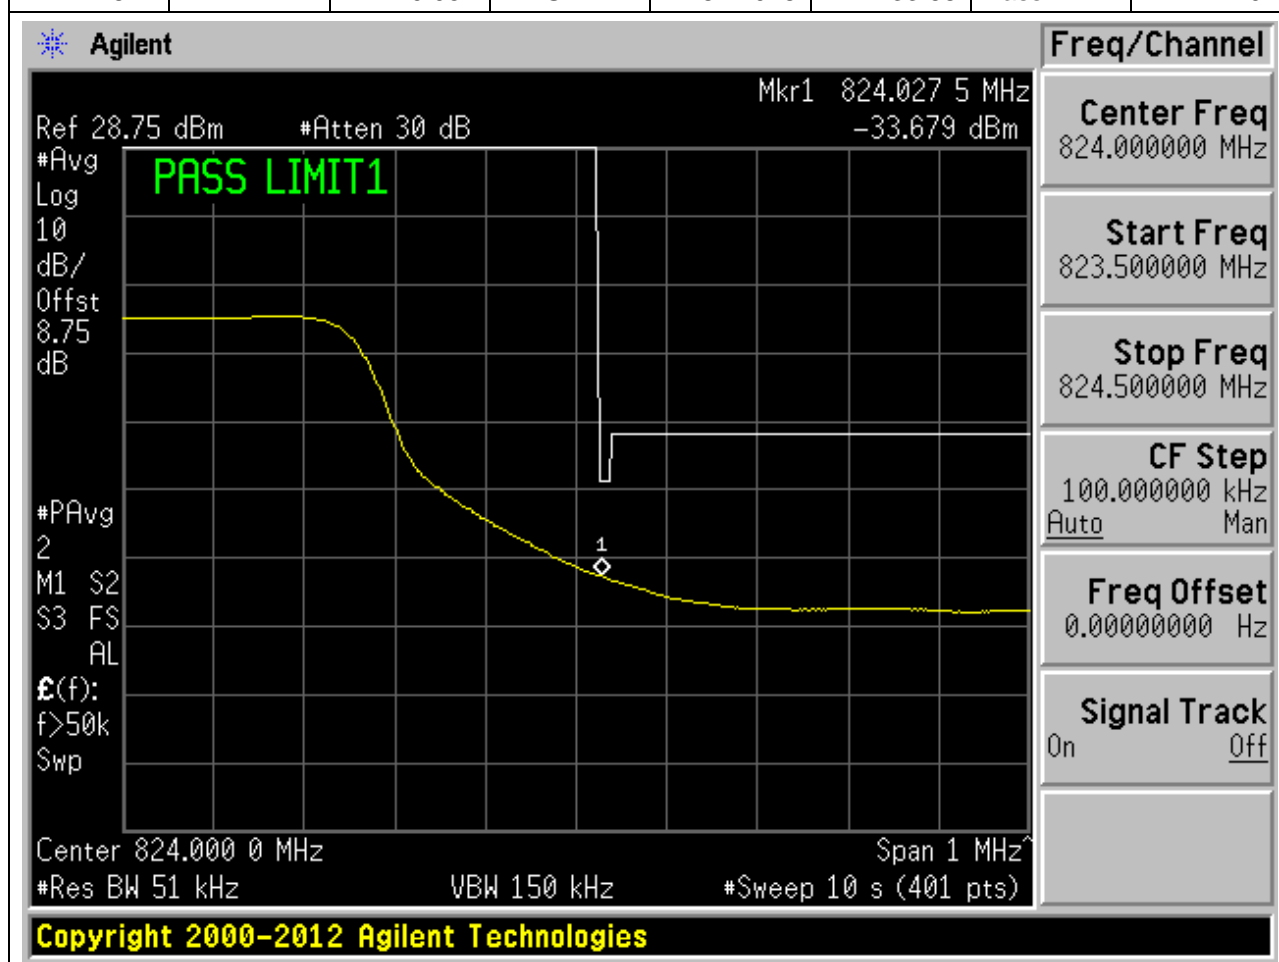 Agilent
Freq/Channel
Mkr1 824.027 5 MHz
Ref 28.75 dBm #Atten 30 dB -33.679 dBm
#Avg
Log
10
dB/
Offst
8.75
dB
PASS LIMIT1
#PAvg
2
M1 S2
S3 FS
AL
£(f):
f>50k
Swp
1
Center 824.000 0 MHz Span 1 MHz^
#Res BW 51 kHz VBW 150 kHz #Sweep 10 s (401 pts)
Center Freq
824.000000 MHz
Start Freq
823.500000 MHz
Stop Freq
824.500000 MHz
CF Step
100.000000 kHz
Auto Man
Freq Offset
0.00000000 Hz
Signal Track
On Off
Copyright 2000-2012 Agilent Technologies